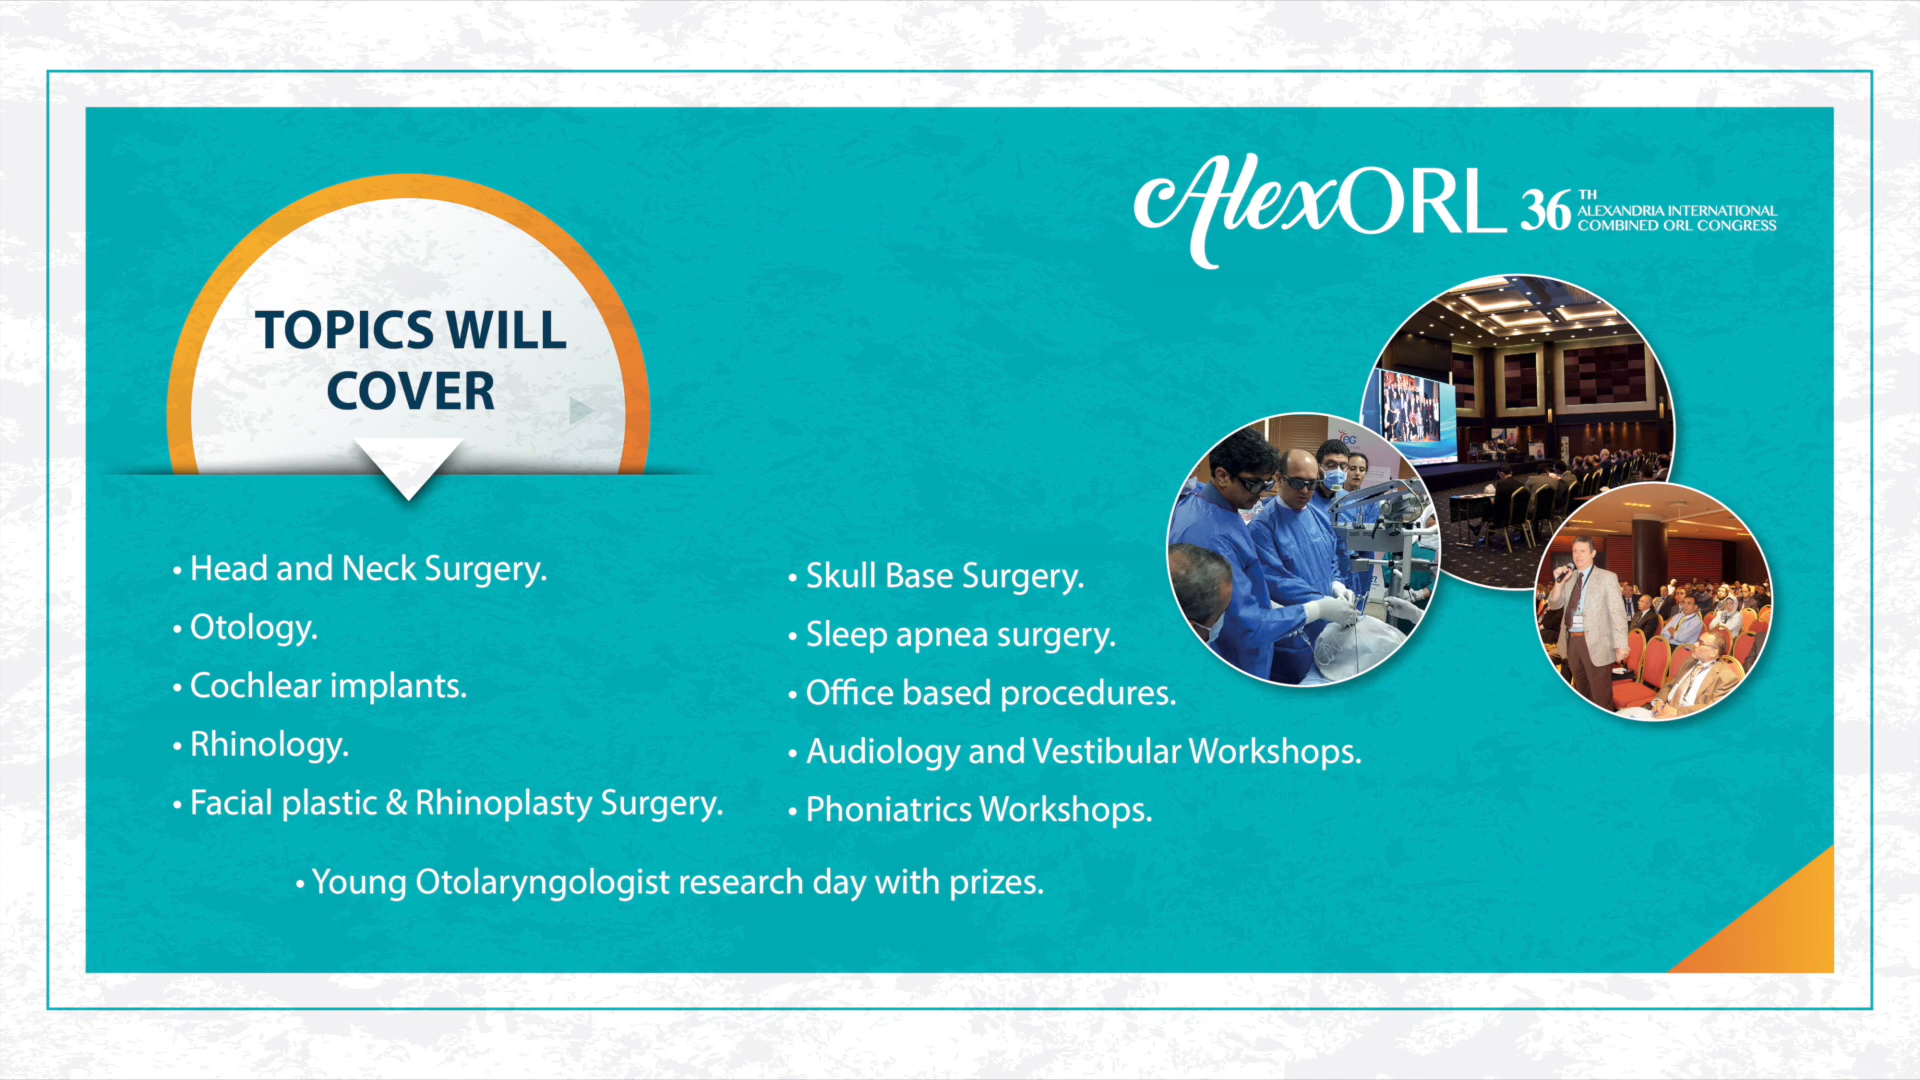 AlexORL 36 TH
ALEXANDRIA INTERNATIONAL
COMBINED ORL CONGRESS
TOPICS WILL
COVER
• Head and Neck Surgery.
• Otology.
• Cochlear implants.
• Rhinology.
• Facial plastic & Rhinoplasty Surgery.
• Skull Base Surgery.
• Sleep apnea surgery.
• Office based procedures.
• Audiology and Vestibular Workshops.
• Phoniatrics Workshops.
• Young Otolaryngologist research day with prizes.